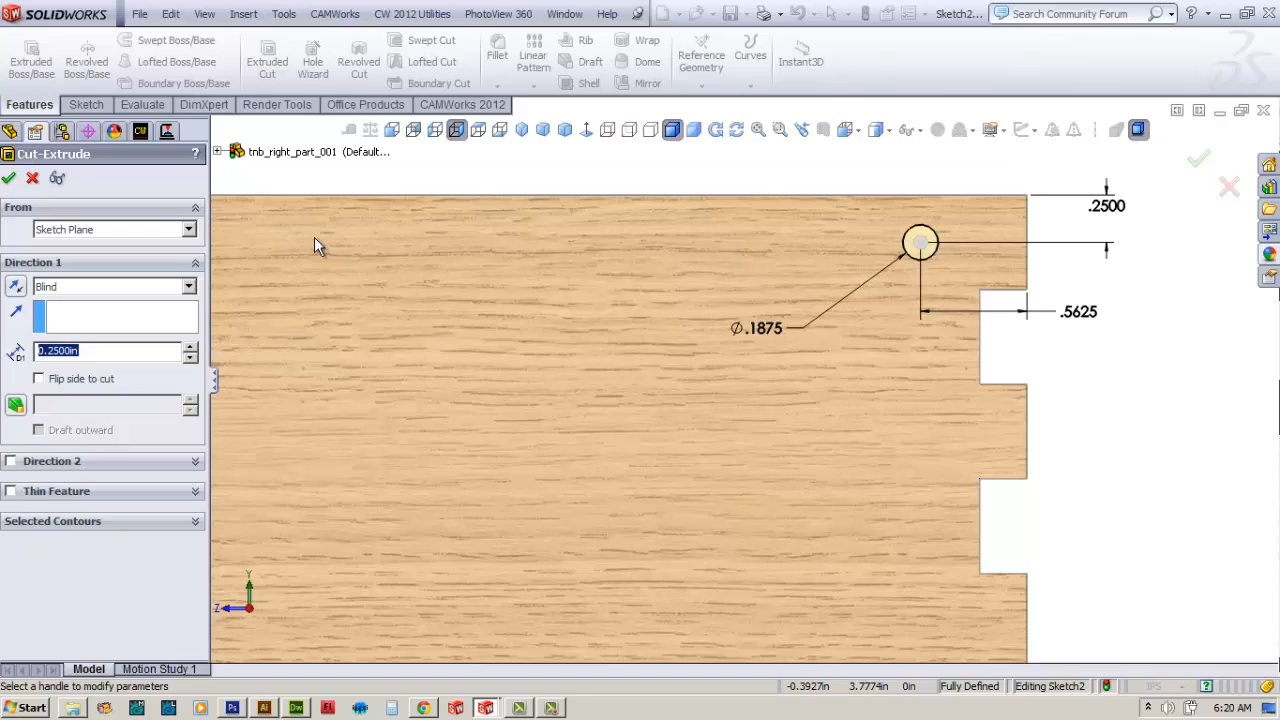 SOLIDWORKS File Edit View Insert Tools CAMWorks CW 2012 Utilities PhotoView 360 Window Help Sketch2... Search Community Forum ?
Extruded Boss/Base
Revolved Boss/Base
Swept Boss/Base
Lofted Boss/Base
Boundary Boss/Base
Extruded Cut
Hole Wizard
Revolved Cut
Swept Cut
Lofted Cut
Boundary Cut
Fillet
Linear Pattern
Rib
Draft
Shell
Wrap
Dome
Mirror
Reference Geometry
Curves
Instant3D
Features Sketch Evaluate DimXpert Render Tools Office Products CAMWorks 2012
Cut-Extrude ?
tnb_right_part_001 (Default...
From
Sketch Plane
Direction 1
Blind
D1 0.2500in
Flip side to cut
Draft outward
Direction 2
Thin Feature
Selected Contours
.2500
.5625
∅.1875
Y
Z
Model Motion Study 1
Select a handle to modify parameters -0.3927in 3.7774in 0in Fully Defined Editing Sketch2 IPS ?
Start Ps Ai Dw FL 6:20 AM